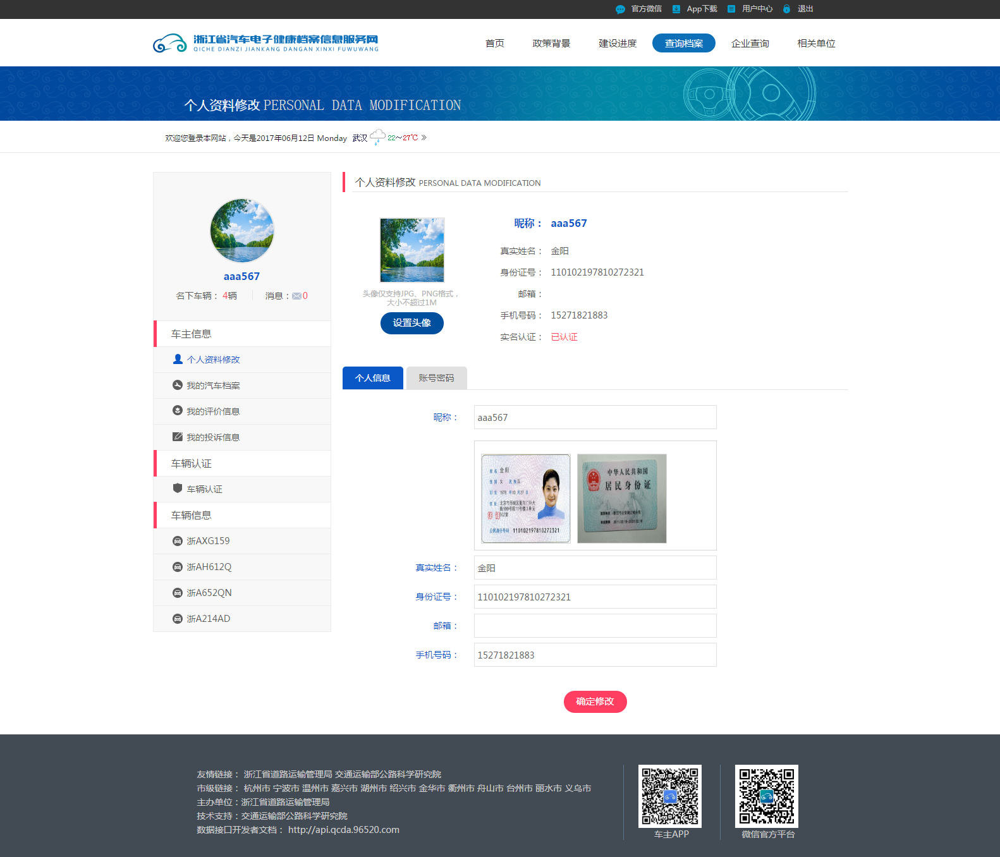 官方微信 App下载 用户中心 退出
浙江省汽车电子健康档案信息服务网
QICHE DIANZI JIANKANG DANGAN XINXI FUWUWANG
首页 政策背景 建设进度 查询档案 企业查询 相关单位
个人资料修改 PERSONAL DATA MODIFICATION
欢迎您登录本网站，今天是2017年06月12日 Monday 武汉 22～27℃ »
aaa567
名下车辆： 4辆 消息： 0
车主信息
个人资料修改
我的汽车档案
我的评价信息
我的投诉信息
车辆认证
车辆认证
车辆信息
浙AXG159
浙AH612Q
浙A652QN
浙A214AD
个人资料修改 PERSONAL DATA MODIFICATION
头像仅支持JPG、PNG格式，
大小不超过1M
设置头像
昵称： aaa567
真实姓名： 金阳
身份证号： 110102197810272321
邮箱：
手机号码： 15271821883
实名认证： 已认证
个人信息 账号密码
昵称： aaa567
姓名 金阳
性别 女
1978 年 10 月 27 日
公民身份号码 110102197810272321
中华人民共和国
居民身份证
真实姓名： 金阳
身份证号： 110102197810272321
邮箱：
手机号码： 15271821883
确定修改
友情链接： 浙江省道路运输管理局 交通运输部公路科学研究院
市级链接： 杭州市 宁波市 温州市 嘉兴市 湖州市 绍兴市 金华市 衢州市 舟山市 台州市 丽水市 义乌市
主办单位：浙江省道路运输管理局
技术支持：交通运输部公路科学研究院
数据接口开发者文档： http://api.qcda.96520.com
车主APP
微信官方平台